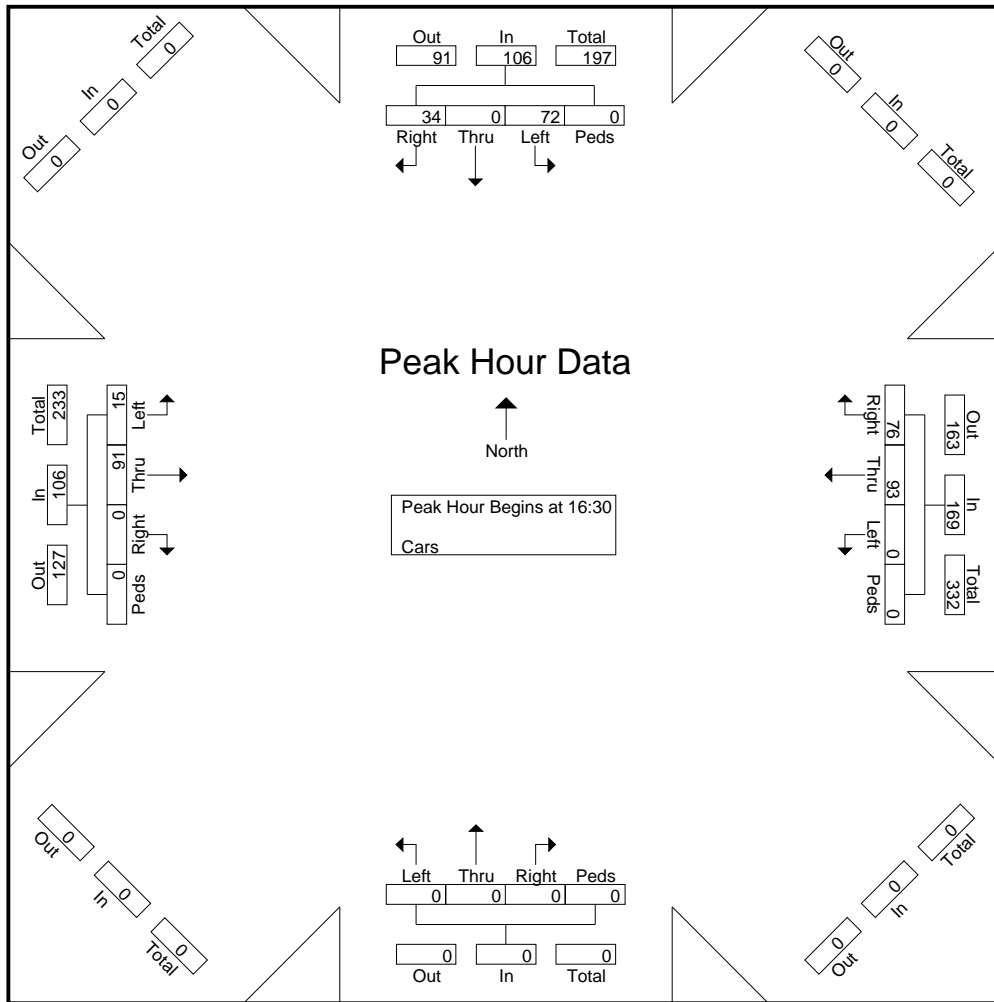 Out In Total
91 106 197
34 0 72 0
Right Thru Left Peds
Total
0
In
0
Out
0
Out
0
In
0
Total
0
Peak Hour Data
North
Peak Hour Begins at 16:30
Cars
Total
233
In
106
Out
127
15
Left
91
Thru
0
Right
0
Peds
Right
76
Thru
93
Left
0
Peds
0
Out
163
In
169
Total
332
Out
0
In
0
Total
0
Left Thru Right Peds
0 0 0 0
0 0 0
Out In Total
0
Total
0
In
0
Out